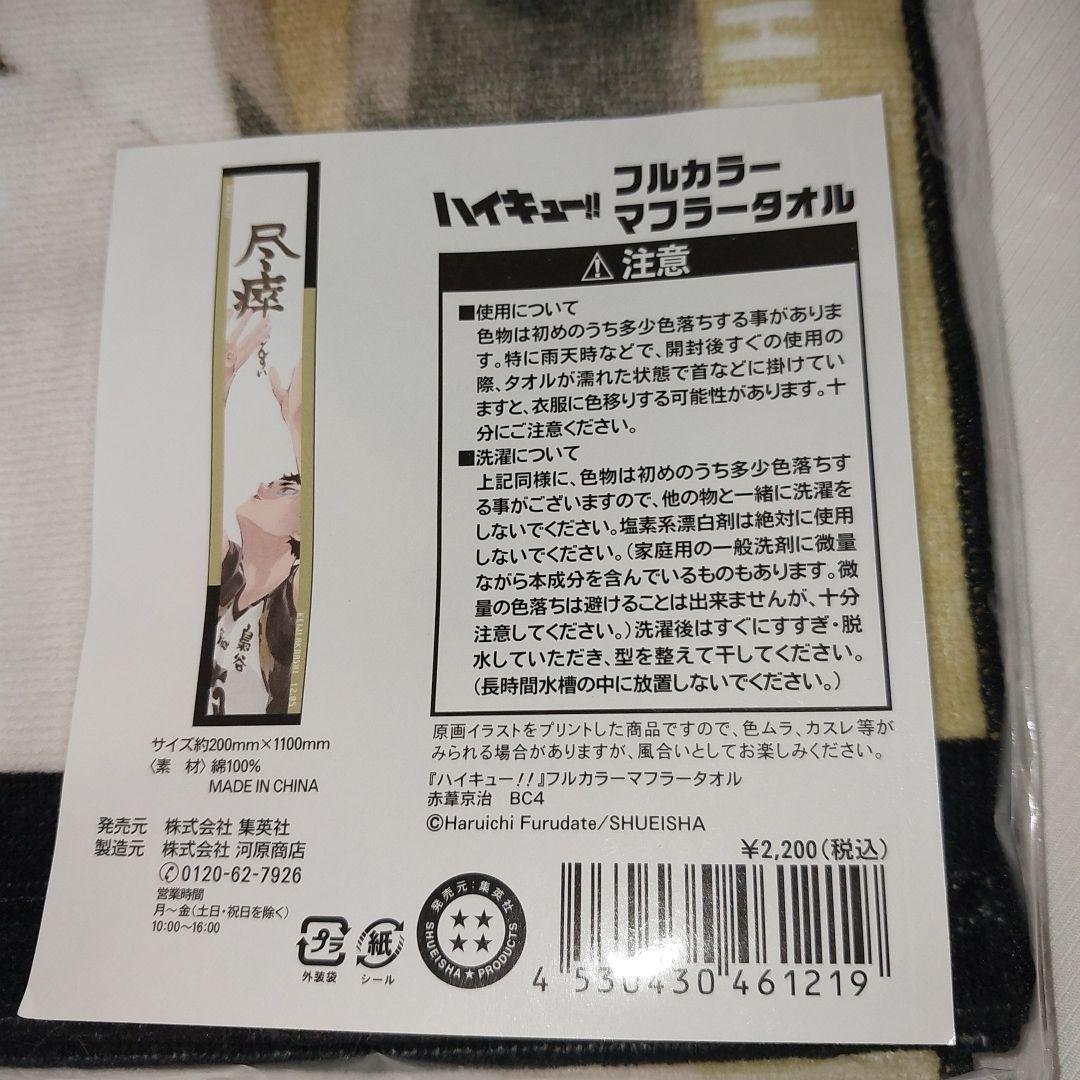 HI
ハイキュー!!
フルカラー
マフラータオル
注意
■使用について
色物は初めのうち多少色落ちする事がありま
す。特に雨天時などで、開封後すぐの使用の
際、タオルが濡れた状態で首などに掛けてい
ますと、衣服に色移りする可能性があります。十
分にご注意ください。
■洗濯について
上記同様に、色物は初めのうち多少色落ちす
る事がございますので、他の物と一緒に洗濯を
しないでください。塩素系漂白剤は絶対に使用
しないでください。（家庭用の一般洗剤に微量
ながら本成分を含んでいるものもあります。微
量の色落ちは避けることは出来ませんが、十分
注意してください。）洗濯後はすぐにすすぎ・脱
水していただき、型を整えて干してください。
（長時間水槽の中に放置しないでください。）
原画イラストをプリントした商品ですので、色ムラ、カスレ等が
みられる場合がありますが、風合いとしてお楽しみください。
『ハイキュー!!』フルカラーマフラータオル
赤葦京治 BC4
©Haruichi Furudate/SHUEISHA
¥2,200（税込）
4 530430 461219
尽瘁
じんすい
梟谷
KEIJI AKAASHI 12.05
サイズ約200mm×1100mm
〈素 材〉綿100%
MADE IN CHINA
発売元 株式会社 集英社
製造元 株式会社 河原商店
0120-62-7926
営業時間
月～金（土日・祝日を除く）
10:00～16:00
プラ
外装袋
紙
シール
発売元:集英社
SHUEISHA★PRODUCTS